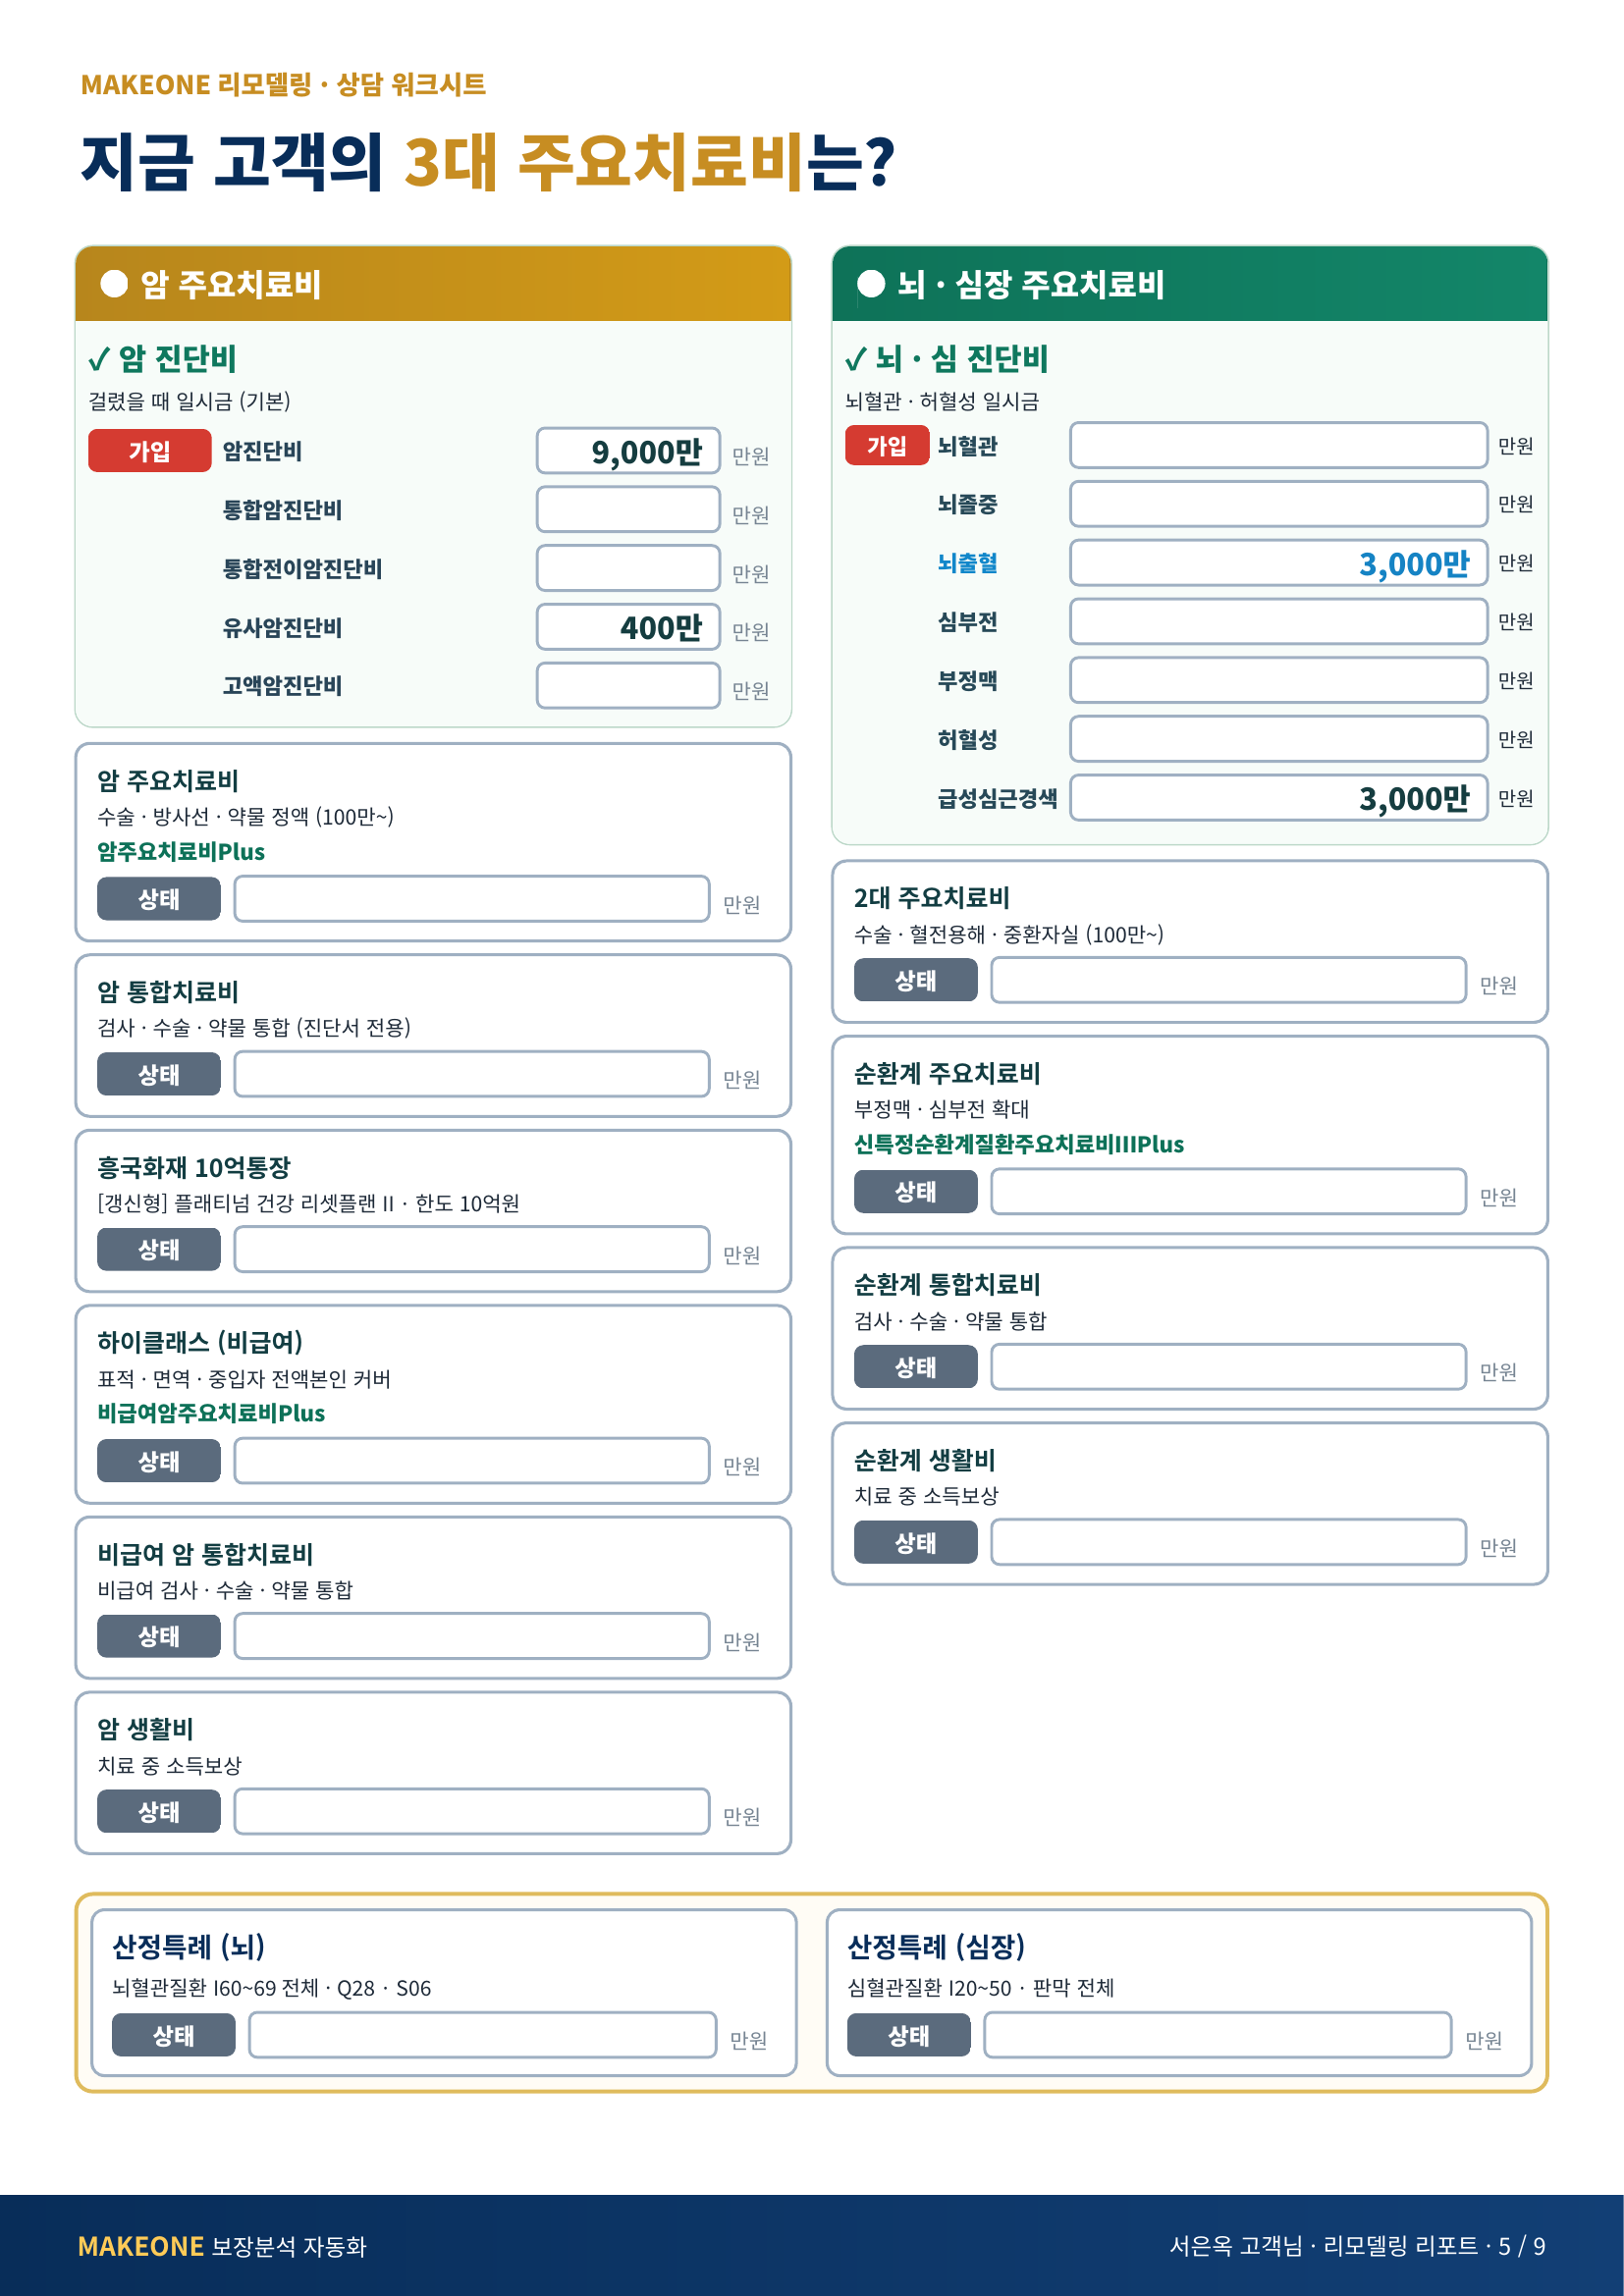 MAKEONE 리모델링 · 상담 워크시트
지금 고객의 3대 주요치료비는?
암 주요치료비
✓ 암 진단비
걸렸을 때 일시금 (기본)
가입 암진단비 9,000만 만원
통합암진단비 만원
통합전이암진단비 만원
유사암진단비 400만 만원
고액암진단비 만원
암 주요치료비
수술 · 방사선 · 약물 정액 (100만~)
암주요치료비Plus
상태 만원
암 통합치료비
검사 · 수술 · 약물 통합 (진단서 전용)
상태 만원
흥국화재 10억통장
[갱신형] 플래티넘 건강 리셋플랜 II · 한도 10억원
상태 만원
하이클래스 (비급여)
표적 · 면역 · 중입자 전액본인 커버
비급여암주요치료비Plus
상태 만원
비급여 암 통합치료비
비급여 검사 · 수술 · 약물 통합
상태 만원
암 생활비
치료 중 소득보상
상태 만원
뇌 · 심장 주요치료비
✓ 뇌 · 심 진단비
뇌혈관 · 허혈성 일시금
가입 뇌혈관 만원
뇌졸중 만원
뇌출혈 3,000만 만원
심부전 만원
부정맥 만원
허혈성 만원
급성심근경색 3,000만 만원
2대 주요치료비
수술 · 혈전용해 · 중환자실 (100만~)
상태 만원
순환계 주요치료비
부정맥 · 심부전 확대
신특정순환계질환주요치료비IIIPlus
상태 만원
순환계 통합치료비
검사 · 수술 · 약물 통합
상태 만원
순환계 생활비
치료 중 소득보상
상태 만원
산정특례 (뇌)
뇌혈관질환 I60~69 전체 · Q28 · S06
상태 만원
산정특례 (심장)
심혈관질환 I20~50 · 판막 전체
상태 만원
MAKEONE 보장분석 자동화
서은옥 고객님 · 리모델링 리포트 · 5 / 9